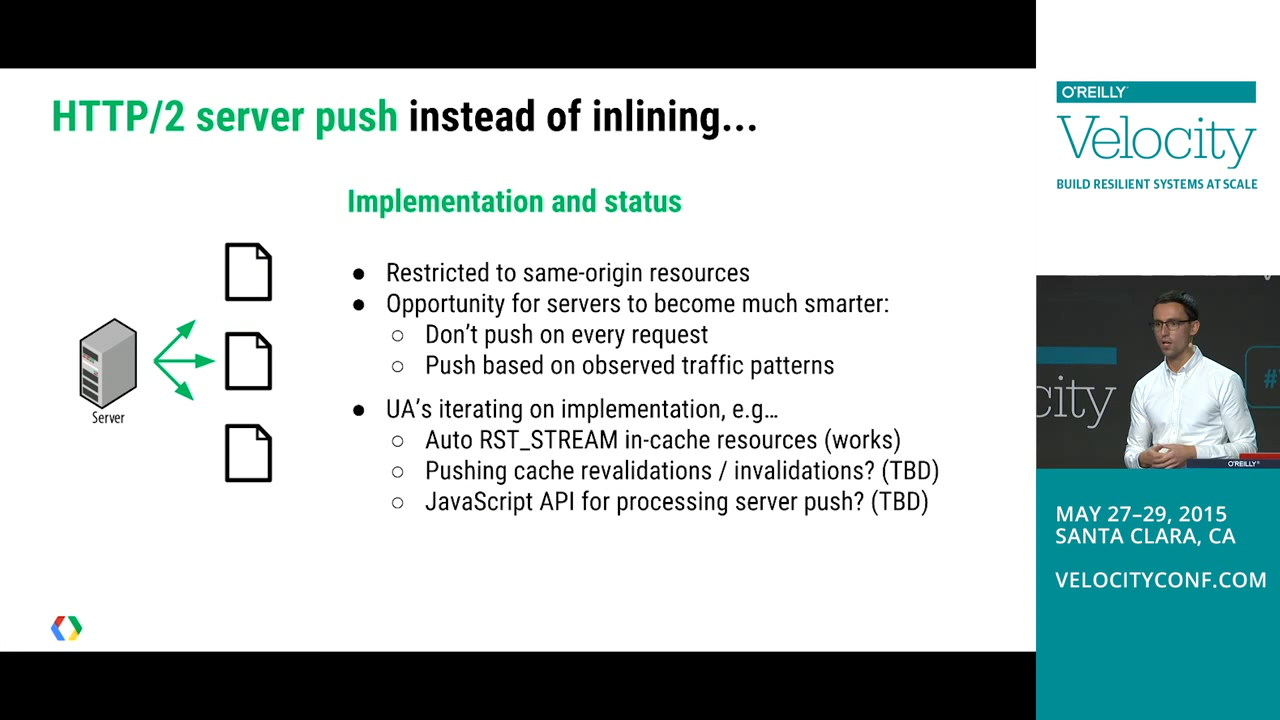 HTTP/2 server push instead of inlining...
Implementation and status
● Restricted to same-origin resources
● Opportunity for servers to become much smarter:
○ Don’t push on every request
○ Push based on observed traffic patterns
● UA’s iterating on implementation, e.g…
○ Auto RST_STREAM in-cache resources (works)
○ Pushing cache revalidations / invalidations? (TBD)
○ JavaScript API for processing server push? (TBD)
Server
O'REILLY®
Velocity
BUILD RESILIENT SYSTEMS AT SCALE
city
#
O'REILLY®
MAY 27–29, 2015
SANTA CLARA, CA
VELOCITYCONF.COM